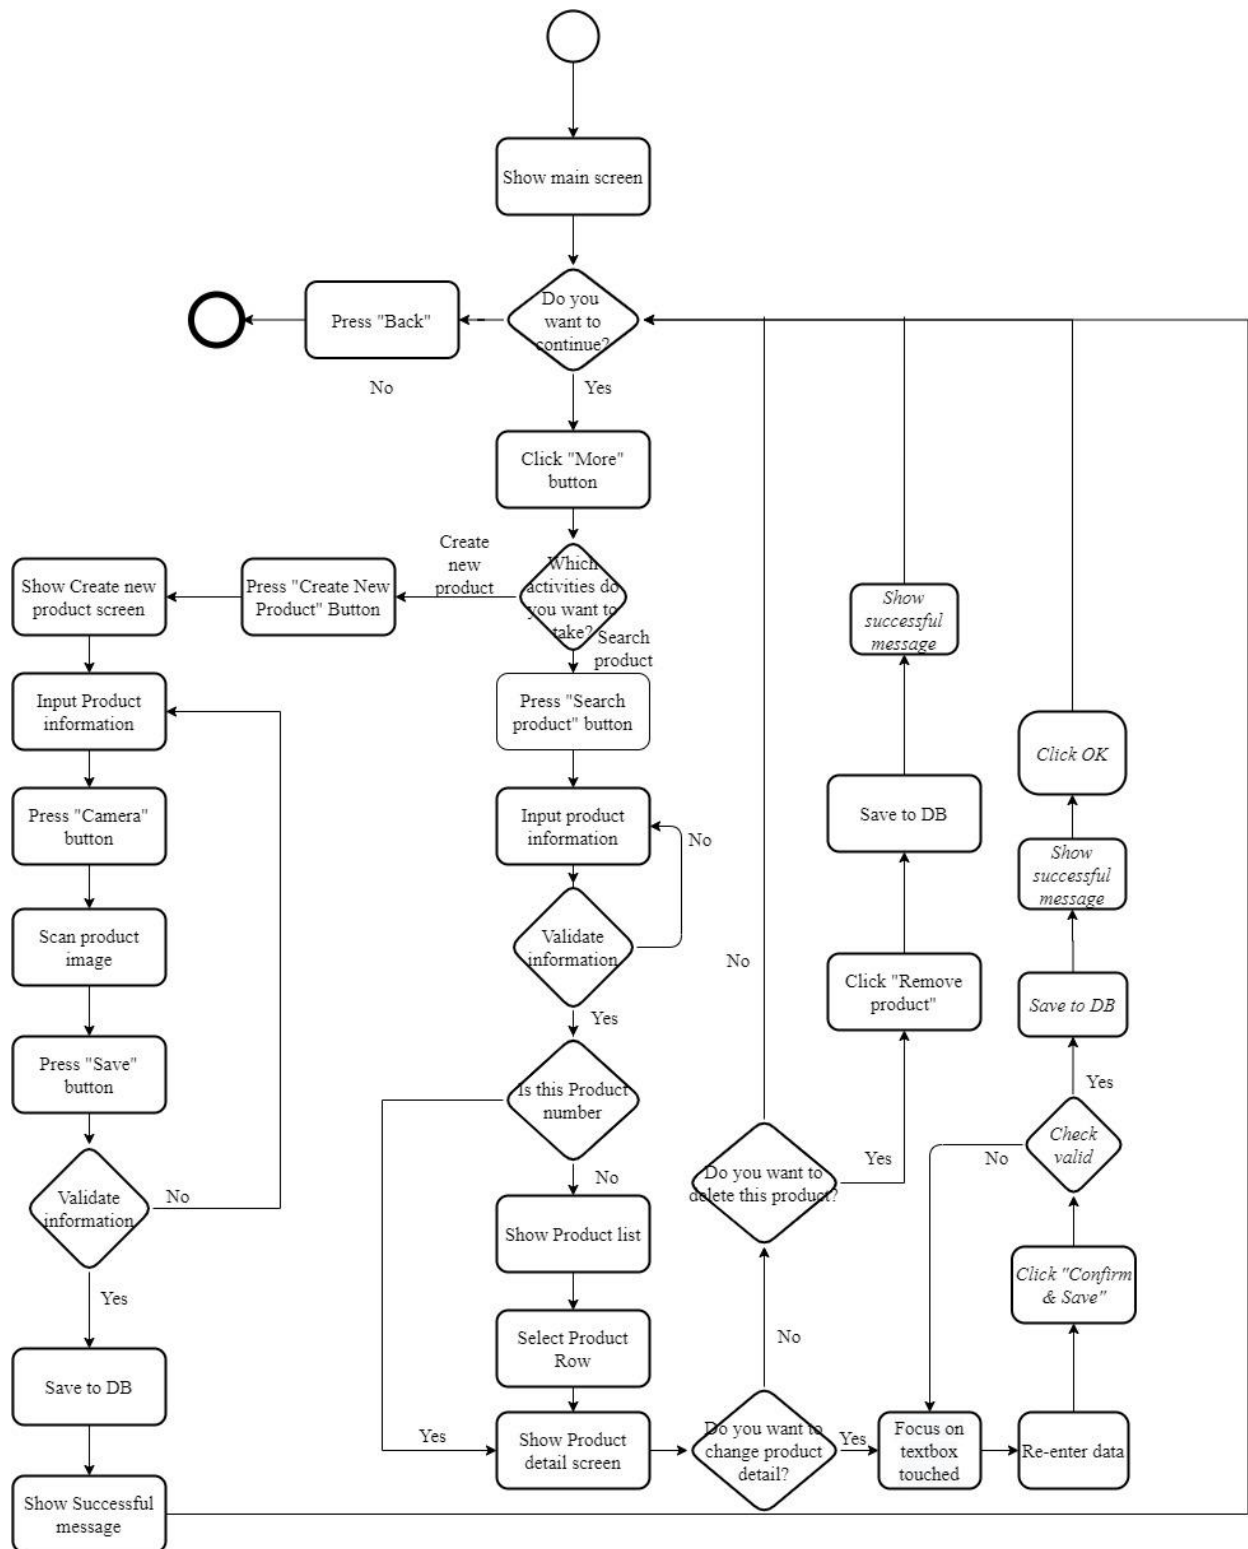 Show main screen
Do you
want to
continue?
Press "Back"
No
Yes
Click "More"
button
Which
activities do
you want to
take?
Create
new
product
Press "Create New
Product" Button
Show Create new
product screen
Input Product
information
Press "Camera"
button
Scan product
image
Press "Save"
button
Validate
information
No
Yes
Save to DB
Show Successful
message
Search
product
Press "Search
product" button
Input product
information
No
Validate
information
Yes
Is this Product
number
No
Show Product list
Select Product
Row
Yes
Show Product
detail screen
Do you want to
change product
detail?
No
Do you want to
delete this product?
No
Yes
Click "Remove
product"
Save to DB
Show
successful
message
Yes
Focus on
textbox
touched
Re-enter data
Click "Confirm
& Save"
Check
valid
No
Yes
Save to DB
Show
successful
message
Click OK